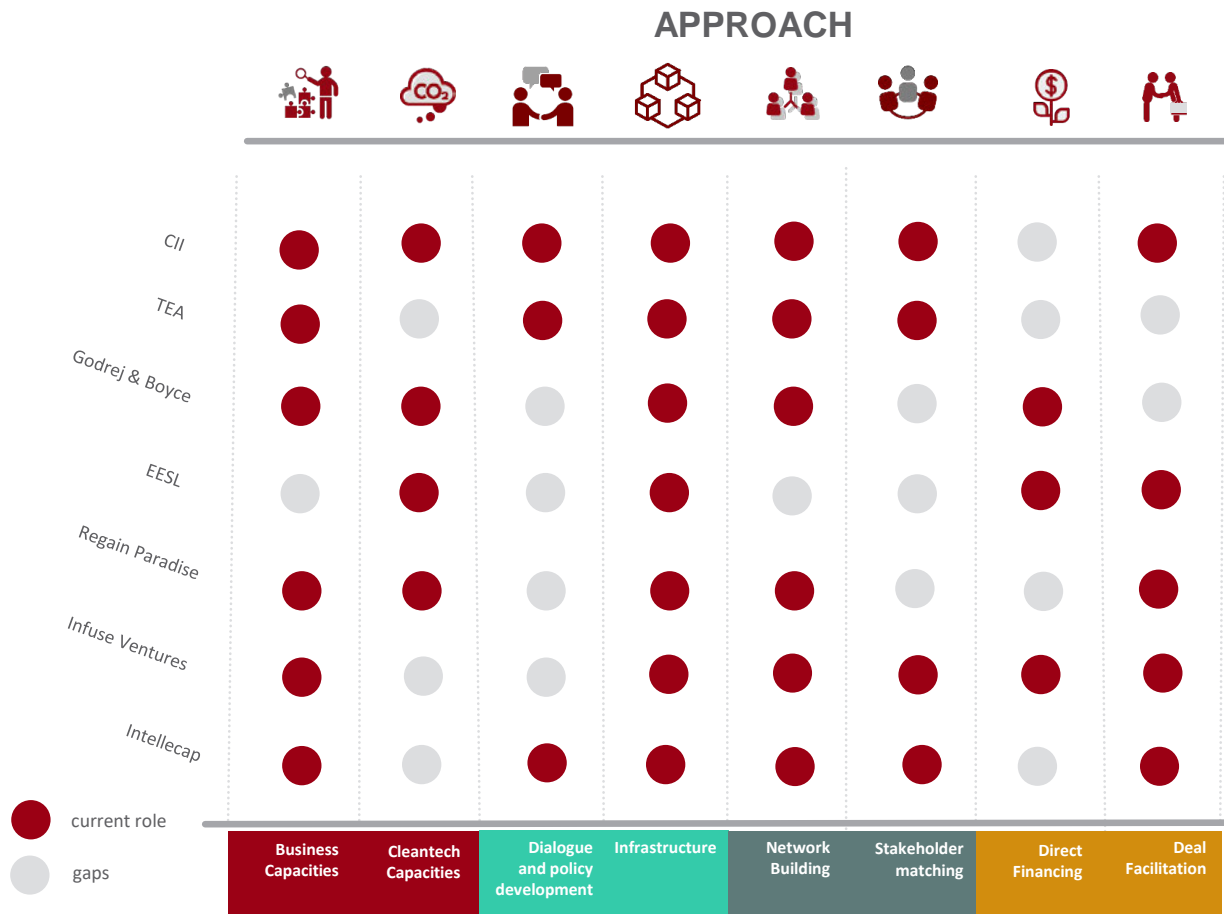 APPROACH
CO₂
$
CII
TEA
Godrej & Boyce
EESL
Regain Paradise
Infuse Ventures
Intellecap
current role
gaps
Business
Capacities
Cleantech
Capacities
Dialogue
and policy
development
Infrastructure
Network
Building
Stakeholder
matching
Direct
Financing
Deal
Facilitation